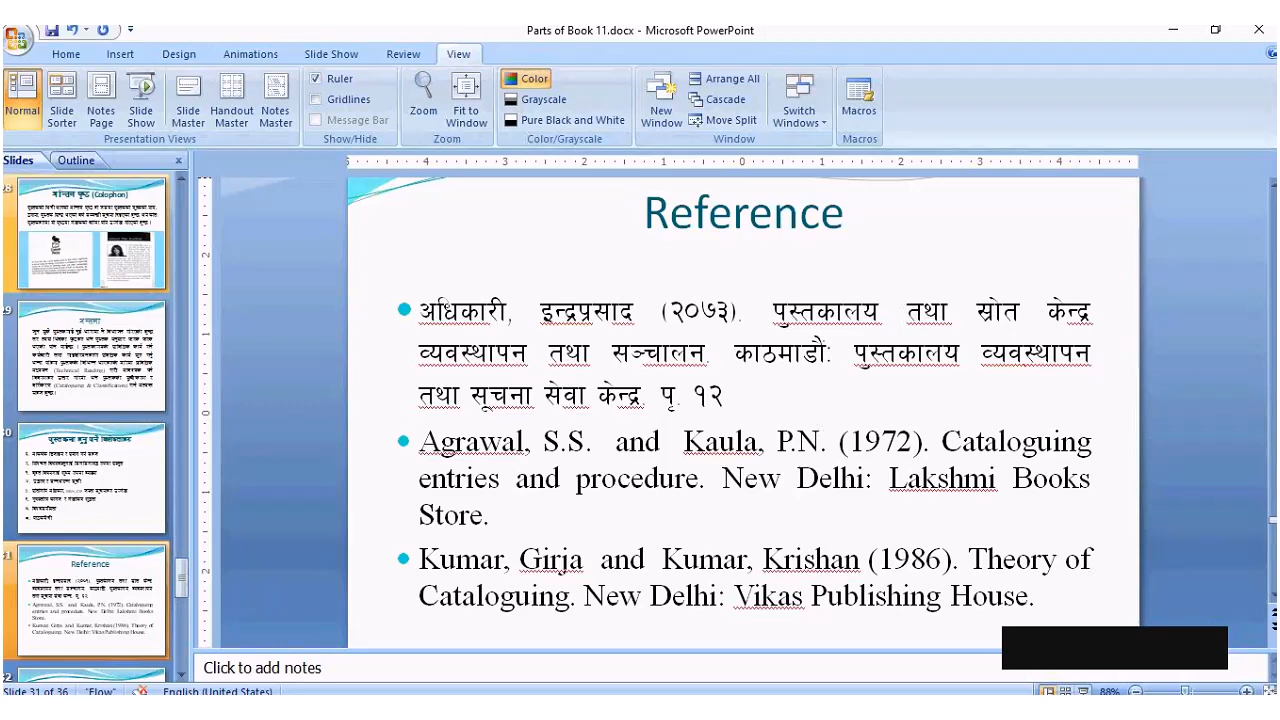 Parts of Book 11.docx - Microsoft PowerPoint
Home Insert Design Animations Slide Show Review View
Normal
Slide Sorter
Notes Page
Slide Show
Slide Master
Handout Master
Notes Master
Presentation Views
Ruler
Gridlines
Message Bar
Show/Hide
Zoom
Fit to Window
Zoom
Color
Grayscale
Pure Black and White
Color/Grayscale
New Window
Arrange All
Cascade
Move Split
Switch Windows
Window
Macros
Macros
Slides Outline
(Colophon)
29
30
Reference
Reference
अधिकारी, इन्द्रप्रसाद (२०७३). पुस्तकालय तथा स्रोत केन्द्र
व्यवस्थापन तथा सञ्चालन. काठमाडौं: पुस्तकालय व्यवस्थापन
तथा सूचना सेवा केन्द्र. पृ. १२
Agrawal, S.S. and Kaula, P.N. (1972). Cataloguing
entries and procedure. New Delhi: Lakshmi Books
Store.
Kumar, Girja and Kumar, Krishan (1986). Theory of
Cataloguing. New Delhi: Vikas Publishing House.
Click to add notes
Slide 31 of 36 "Flow" English (United States) 88%